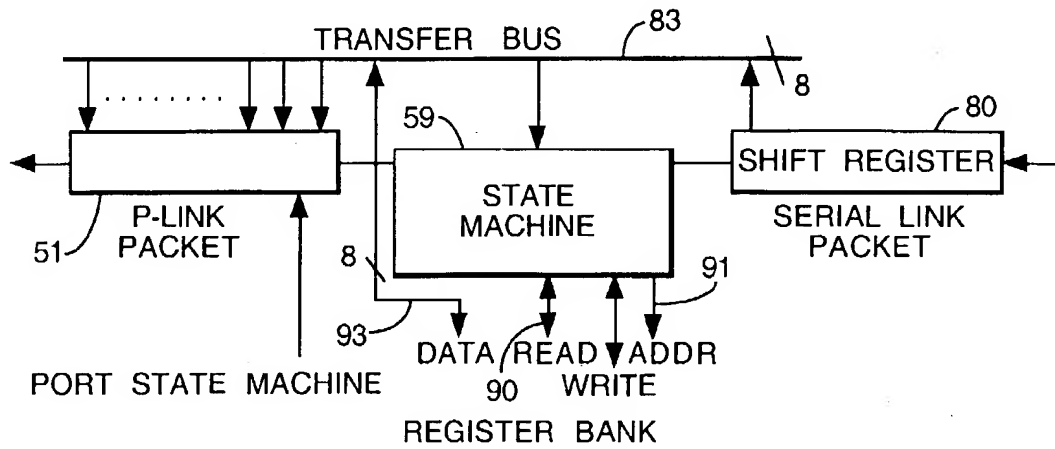 TRANSFER BUS
83
8
59
80
SHIFT REGISTER
STATE
MACHINE
P-LINK
PACKET
SERIAL LINK
PACKET
51
8
91
93
DATA READ ADDR
90
WRITE
PORT STATE MACHINE
REGISTER BANK